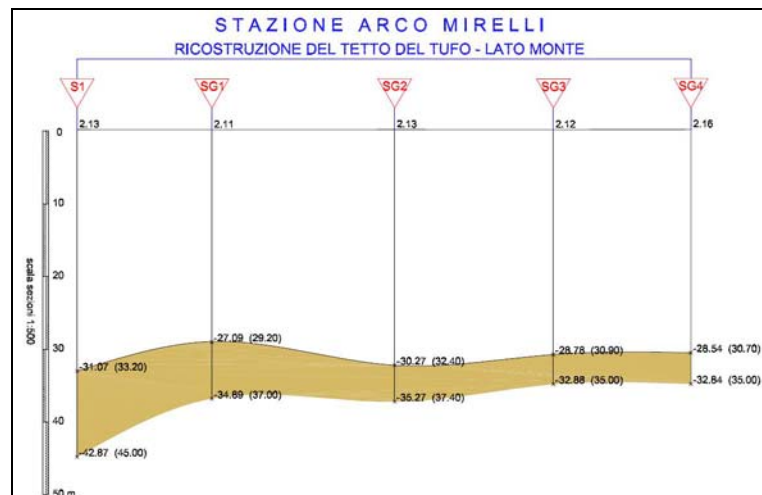 STAZIONE ARCO MIRELLI
RICOSTRUZIONE DEL TETTO DEL TUFO - LATO MONTE
S1 SG1 SG2 SG3 SG4
2.13 2.11 2.13 2.12 2.16
0
10
20
30
40
50 m
scala sezioni 1:500
-27.09 (29.20)
-31.07 (33.20) -30.27 (32.40) -28.78 (30.90) -28.54 (30.70)
-34.89 (37.00) -35.27 (37.40) -32.88 (35.00) -32.84 (35.00)
-42.87 (45.00)